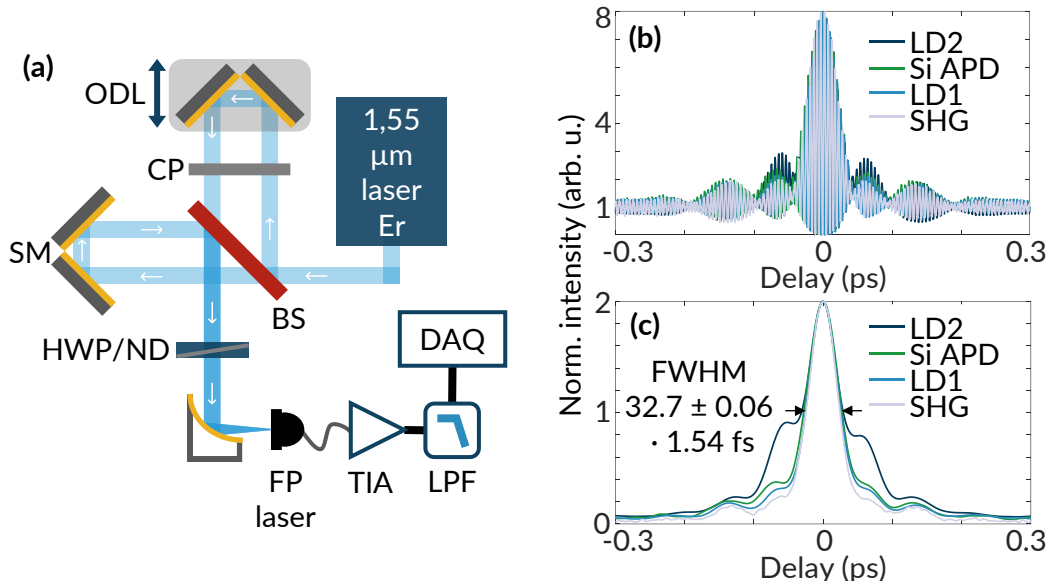 (a)
ODL
1,55
µm
laser
Er
CP
SM
BS
HWP/ND
DAQ
FP
laser
TIA
LPF
(b)
LD2
Si APD
LD1
SHG
8
4
1
-0.3
0
0.3
Delay (ps)
Norm. intensity (arb. u.)
(c)
LD2
Si APD
LD1
SHG
FWHM
32.7 ± 0.06
· 1.54 fs
2
1
0
-0.3
0
0.3
Delay (ps)